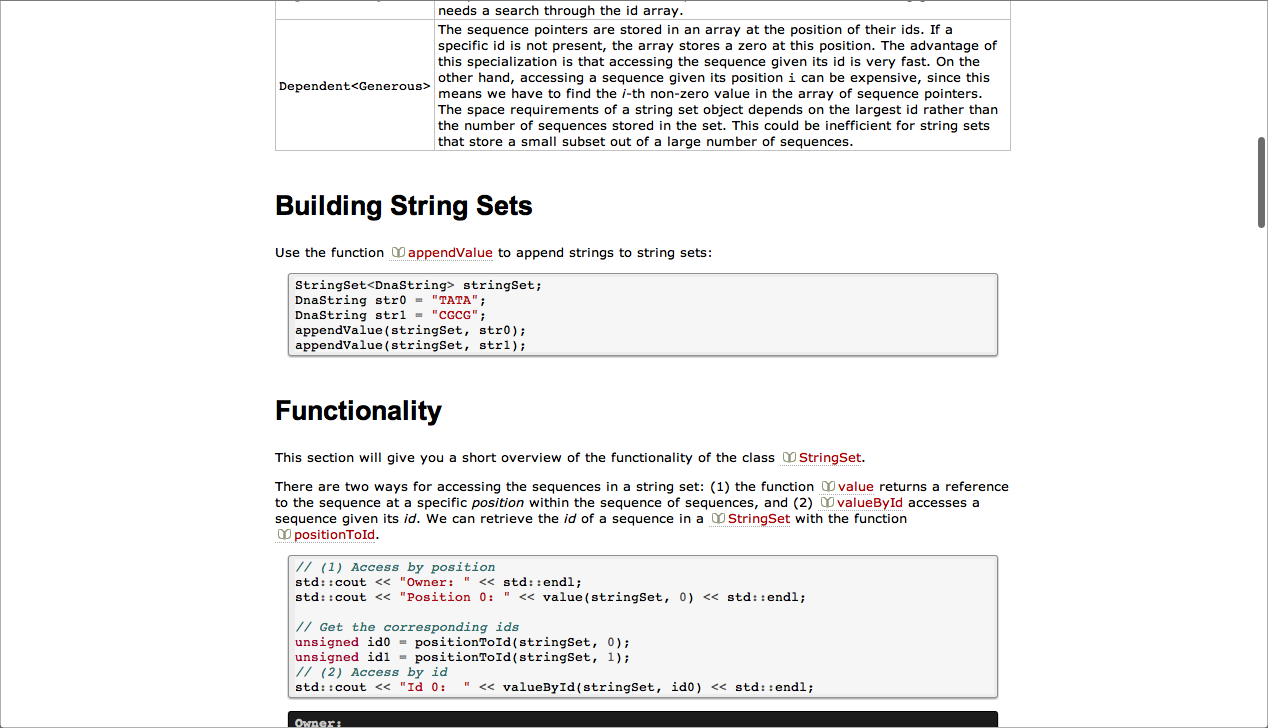 needs a search through the id array.
The sequence pointers are stored in an array at the position of their ids. If a
specific id is not present, the array stores a zero at this position. The advantage of
this specialization is that accessing the sequence given its id is very fast. On the
other hand, accessing a sequence given its position i can be expensive, since this
Dependent<Generous>
means we have to find the i-th non-zero value in the array of sequence pointers.
The space requirements of a string set object depends on the largest id rather than
the number of sequences stored in the set. This could be inefficient for string sets
that store a small subset out of a large number of sequences.
Building String Sets
Use the function appendValue to append strings to string sets:
StringSet<DnaString> stringSet;
DnaString str0 = "TATA";
DnaString str1 = "CGCG";
appendValue(stringSet, str0);
appendValue(stringSet, str1);
Functionality
This section will give you a short overview of the functionality of the class StringSet.
There are two ways for accessing the sequences in a string set: (1) the function value returns a reference
to the sequence at a specific position within the sequence of sequences, and (2) valueById accesses a
sequence given its id. We can retrieve the id of a sequence in a StringSet with the function
positionToId.
// (1) Access by position
std::cout << "Owner: " << std::endl;
std::cout << "Position 0: " << value(stringSet, 0) << std::endl;
// Get the corresponding ids
unsigned id0 = positionToId(stringSet, 0);
unsigned id1 = positionToId(stringSet, 1);
// (2) Access by id
std::cout << "Id 0:  " << valueById(stringSet, id0) << std::endl;
Owner: